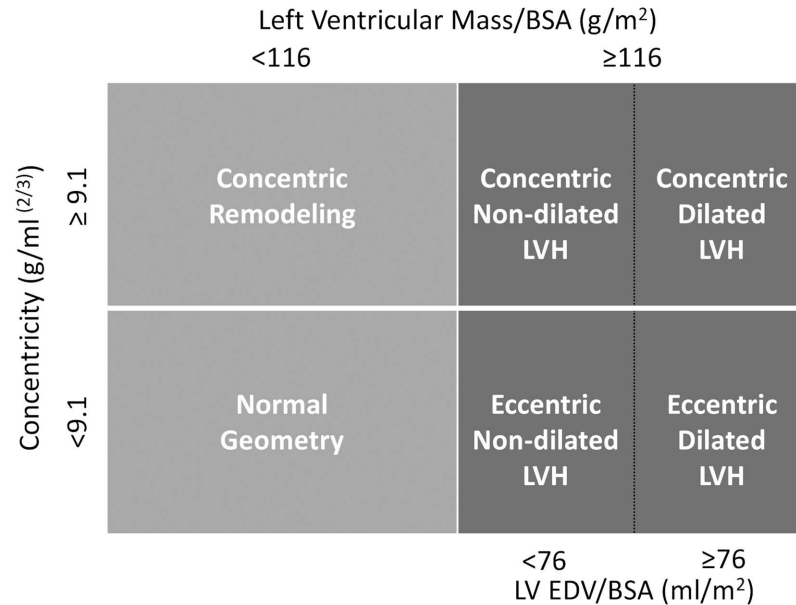 Left Ventricular Mass/BSA (g/m²)
<116 ≥116
Concentricity (g/ml ⁽²ᐟ³⁾)
≥ 9.1
<9.1
Concentric
Remodeling
Concentric
Non-dilated
LVH
Concentric
Dilated
LVH
Normal
Geometry
Eccentric
Non-dilated
LVH
Eccentric
Dilated
LVH
<76 ≥76
LV EDV/BSA (ml/m²)